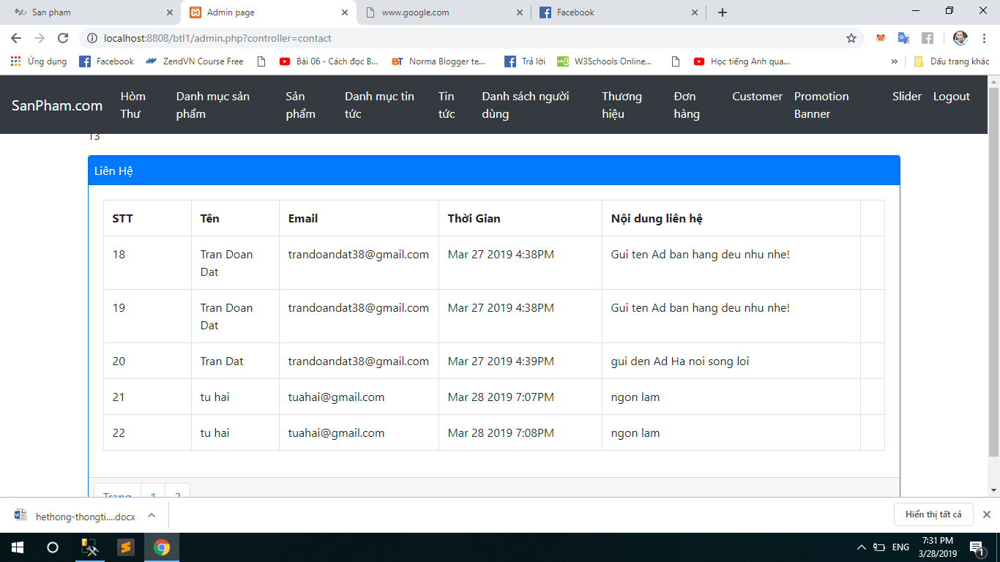 San pham
Admin page
www.google.com
Facebook
localhost:8808/btl1/admin.php?controller=contact
Ứng dụng
Facebook
ZendVN Course Free
Bài 06 - Cách đọc B...
Norma Blogger te...
Trả lời
W3Schools Online...
Học tiếng Anh qua...
»
Dấu trang khác
SanPham.com
Hòm
Thư
Danh mục sản
phẩm
Sản
phẩm
Danh mục tin
tức
Tin
tức
Danh sách người
dùng
Thương
hiệu
Đơn
hàng
Customer
Promotion
Banner
Slider
Logout
13
Liên Hệ
STT Tên Email Thời Gian Nội dung liên hệ
18 Tran Doan trandoandat38@gmail.com Mar 27 2019 4:38PM Gui ten Ad ban hang deu nhu nhe!
Dat
19 Tran Doan trandoandat38@gmail.com Mar 27 2019 4:38PM Gui ten Ad ban hang deu nhu nhe!
Dat
20 Tran Dat trandoandat38@gmail.com Mar 27 2019 4:39PM gui den Ad Ha noi song loi
21 tu hai tuahai@gmail.com Mar 28 2019 7:07PM ngon lam
22 tu hai tuahai@gmail.com Mar 28 2019 7:08PM ngon lam
Trang 1 2
hethong-thongti....docx
Hiển thị tất cả
ENG
7:31 PM
3/28/2019
1